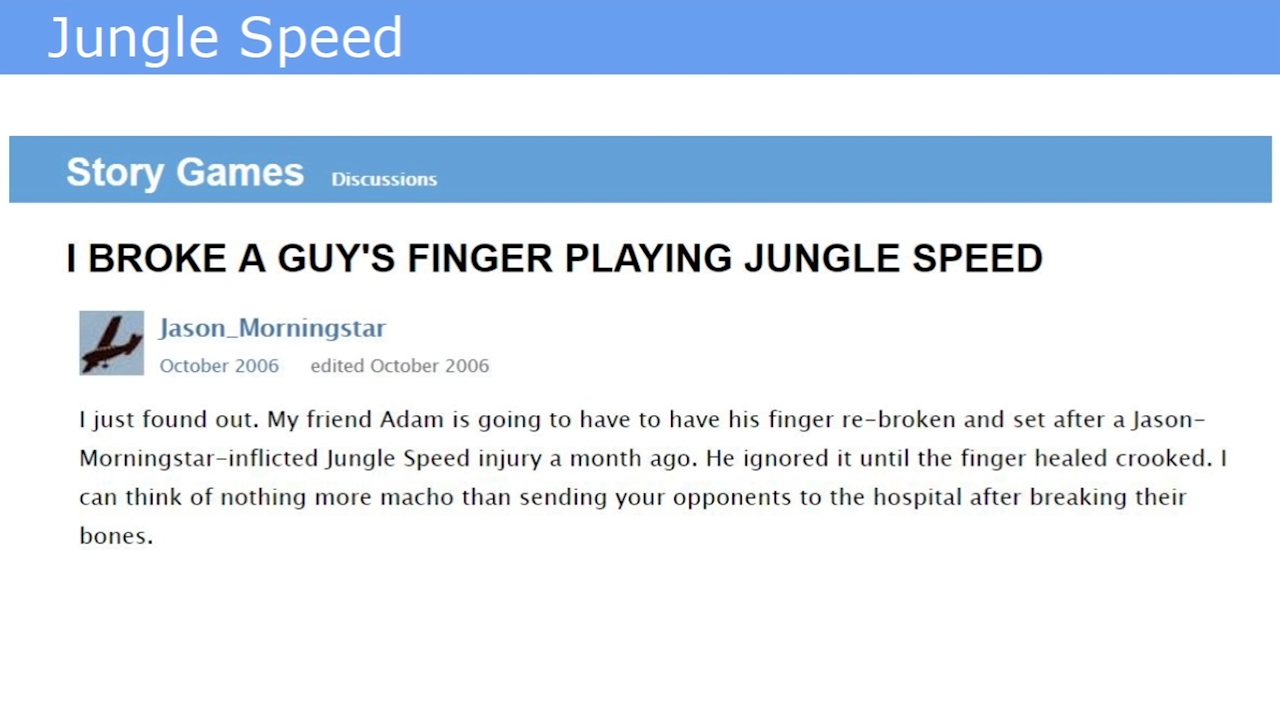 Jungle Speed
Story Games Discussions
I BROKE A GUY'S FINGER PLAYING JUNGLE SPEED
Jason_Morningstar
October 2006 edited October 2006
I just found out. My friend Adam is going to have to have his finger re-broken and set after a Jason-
Morningstar-inflicted Jungle Speed injury a month ago. He ignored it until the finger healed crooked. I
can think of nothing more macho than sending your opponents to the hospital after breaking their
bones.